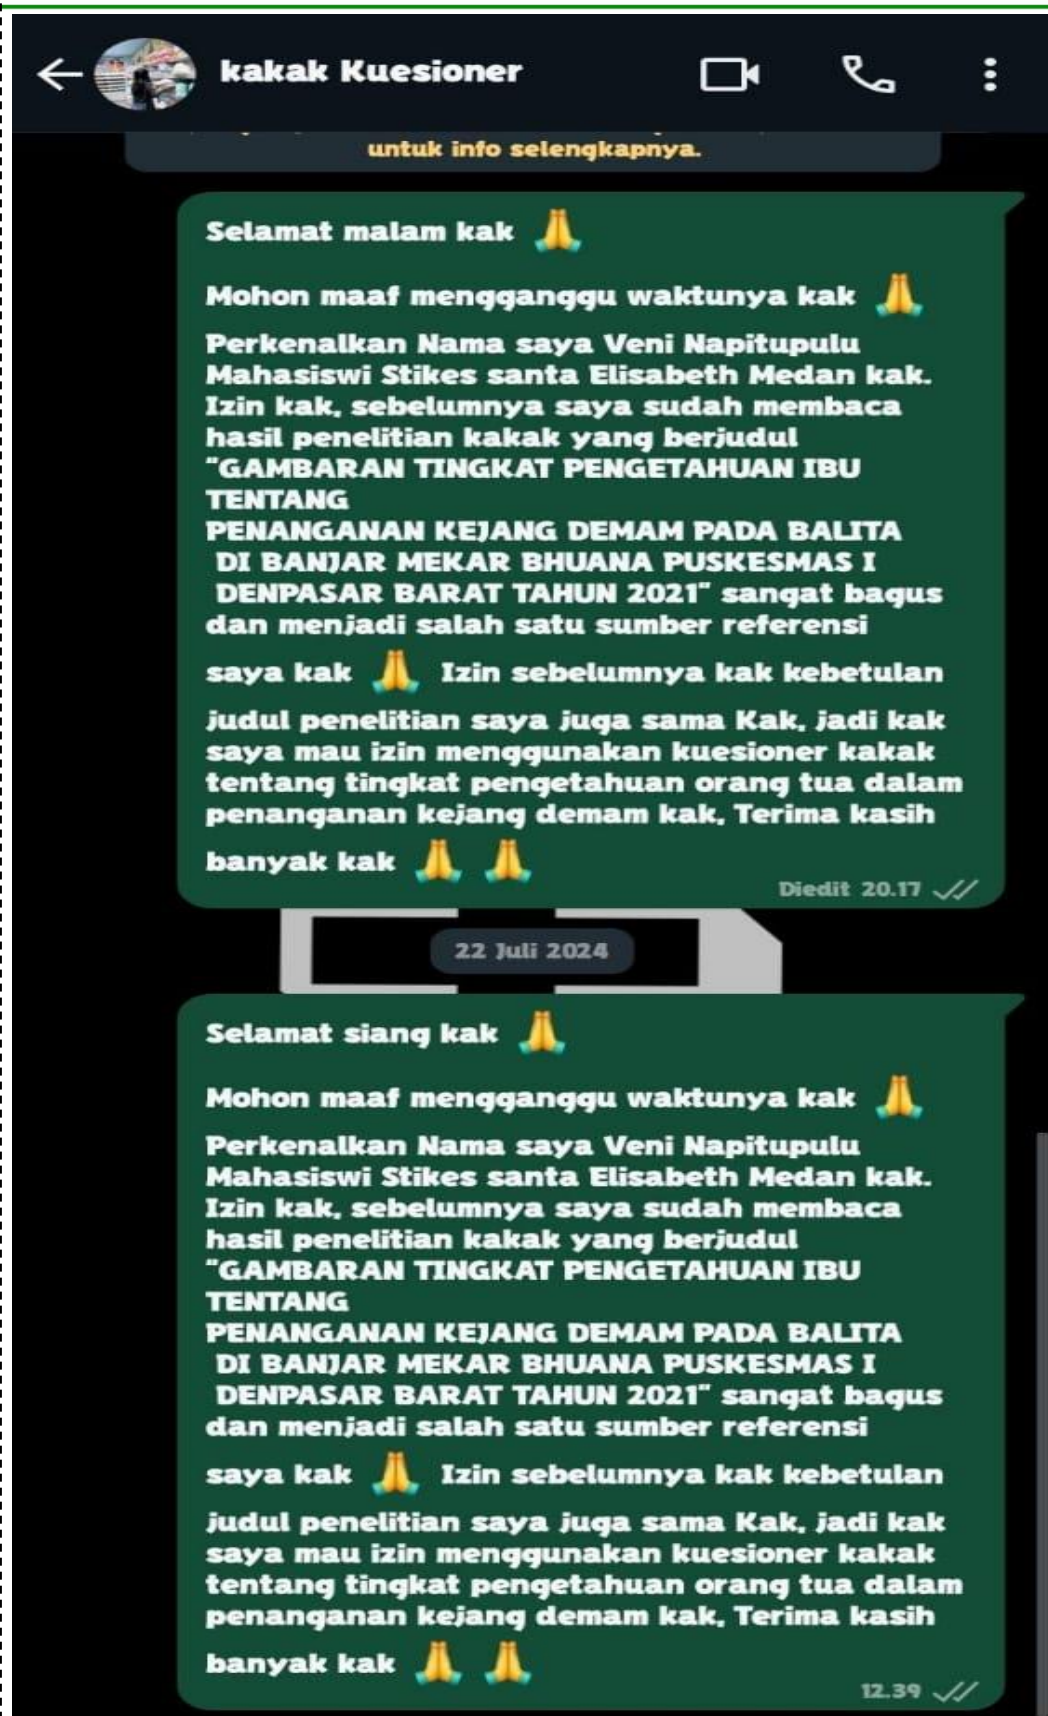 kakak Kuesioner
untuk info selengkapnya.
Selamat malam kak 🙏
Mohon maaf mengganggu waktunya kak 🙏
Perkenalkan Nama saya Veni Napitupulu
Mahasiswi Stikes santa Elisabeth Medan kak.
Izin kak, sebelumnya saya sudah membaca
hasil penelitian kakak yang berjudul
"GAMBARAN TINGKAT PENGETAHUAN IBU
TENTANG
PENANGANAN KEJANG DEMAM PADA BALITA
DI BANJAR MEKAR BHUANA PUSKESMAS I
DENPASAR BARAT TAHUN 2021" sangat bagus
dan menjadi salah satu sumber referensi
saya kak 🙏 Izin sebelumnya kak kebetulan
judul penelitian saya juga sama Kak, jadi kak
saya mau izin menggunakan kuesioner kakak
tentang tingkat pengetahuan orang tua dalam
penanganan kejang demam kak, Terima kasih
banyak kak 🙏 🙏
Diedit 20.17
22 Juli 2024
Selamat siang kak 🙏
Mohon maaf mengganggu waktunya kak 🙏
Perkenalkan Nama saya Veni Napitupulu
Mahasiswi Stikes santa Elisabeth Medan kak.
Izin kak, sebelumnya saya sudah membaca
hasil penelitian kakak yang berjudul
"GAMBARAN TINGKAT PENGETAHUAN IBU
TENTANG
PENANGANAN KEJANG DEMAM PADA BALITA
DI BANJAR MEKAR BHUANA PUSKESMAS I
DENPASAR BARAT TAHUN 2021" sangat bagus
dan menjadi salah satu sumber referensi
saya kak 🙏 Izin sebelumnya kak kebetulan
judul penelitian saya juga sama Kak, jadi kak
saya mau izin menggunakan kuesioner kakak
tentang tingkat pengetahuan orang tua dalam
penanganan kejang demam kak, Terima kasih
banyak kak 🙏 🙏
12.39